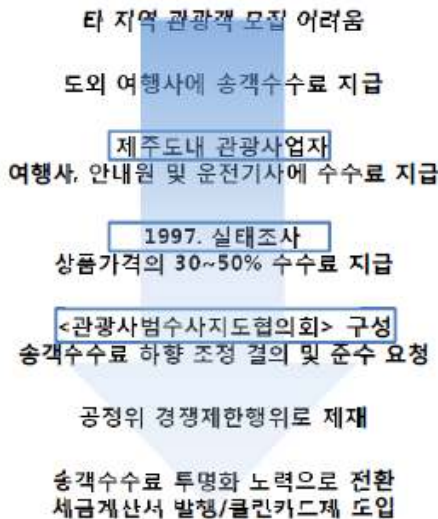 타 지역 관광객 모집 어려움
도외 여행사에 송객수수료 지급
제주도내 관광사업자
여행사, 안내원 및 운전기사에 수수료 지급
1997. 실태조사
상품가격의 30~50% 수수료 지급
<관광사범수사지도협의회> 구성
송객수수료 하향 조정 결의 및 준수 요청
공정위 경쟁제한행위로 제재
송객수수료 투명화 노력으로 전환
세금계산서 발행/클린카드제 도입